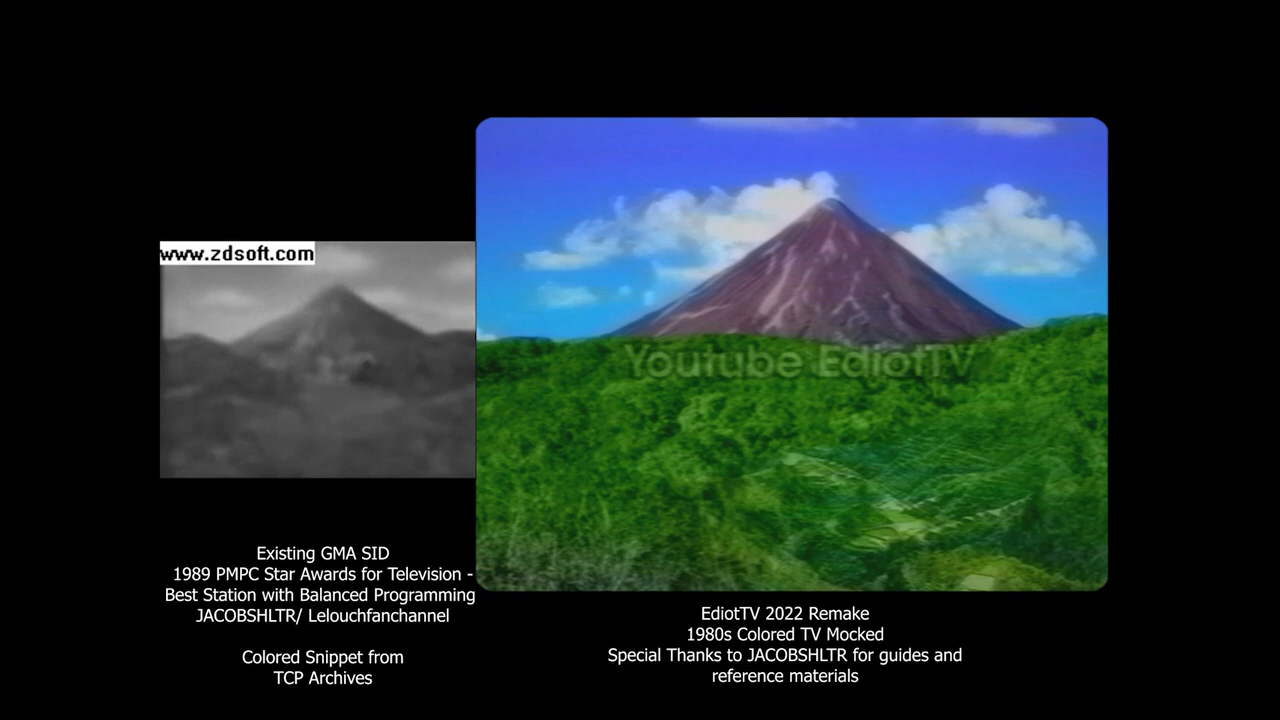 www.zdsoft.com
Youtube EdiotTV
Existing GMA SID
1989 PMPC Star Awards for Television -
Best Station with Balanced Programming
JACOBSHLTR/ Lelouchfanchannel
Colored Snippet from
TCP Archives
EdiotTV 2022 Remake
1980s Colored TV Mocked
Special Thanks to JACOBSHLTR for guides and
reference materials